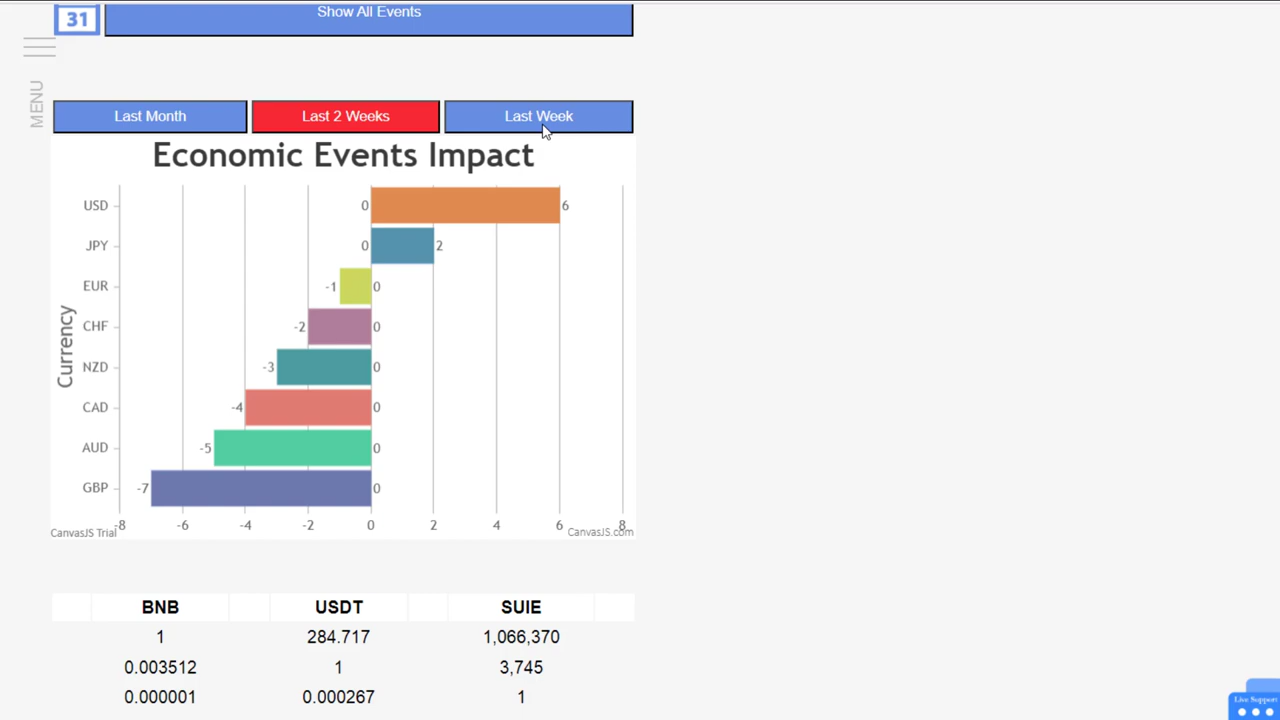 31
Show All Events
MENU
Last Month Last 2 Weeks Last Week
Economic Events Impact
Currency
USD 0 6
JPY 0 2
EUR -1 0
CHF -2 0
NZD -3 0
CAD -4 0
AUD -5 0
GBP -7 0
-8 -6 -4 -2 0 2 4 6 8
CanvasJS Trial CanvasJS.com
BNB USDT SUIE
1 284.717 1,066,370
0.003512 1 3,745
0.000001 0.000267 1
Live Support